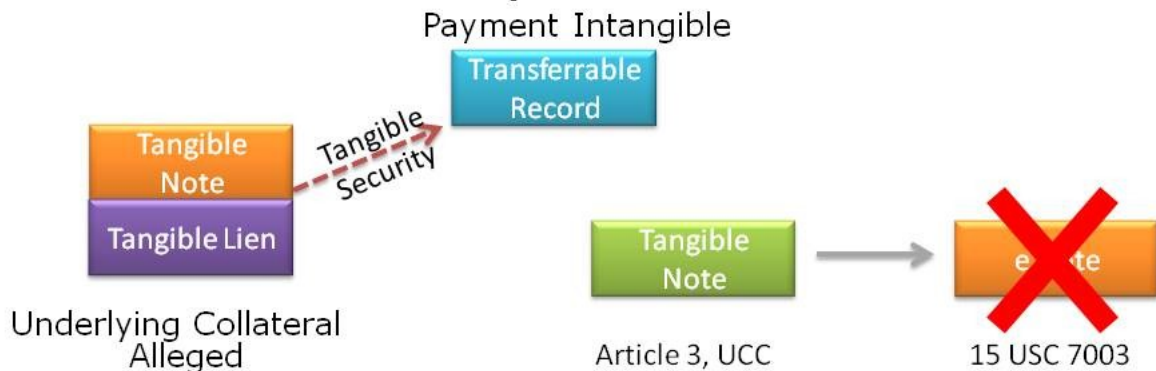 Payment Intangible
Transferrable
Record
Tangible
Note
Tangible Lien
Tangible
Security
Underlying Collateral
Alleged
Tangible
Note
Article 3, UCC
15 USC 7003